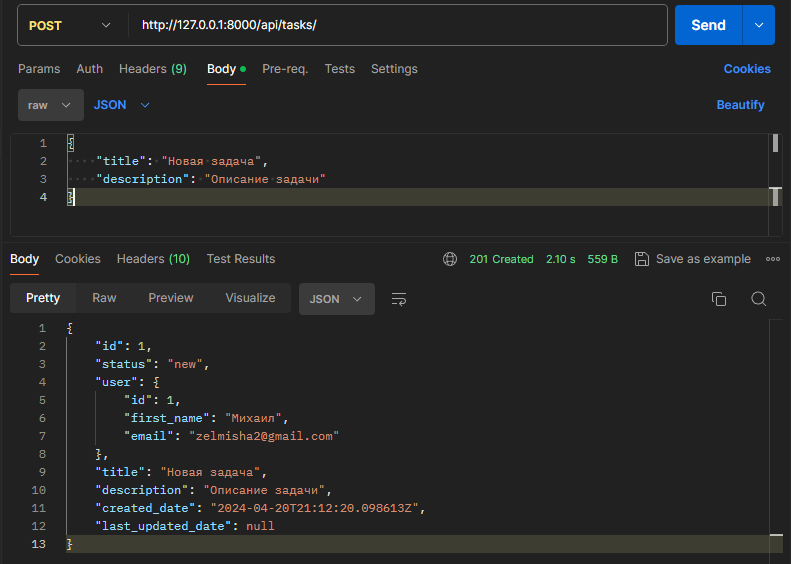 POST http://127.0.0.1:8000/api/tasks/ Send
Params Auth Headers (9) Body Pre-req. Tests Settings Cookies
raw JSON Beautify
1 {
2 "title": "Новая задача",
3 "description": "Описание задачи"
4 }
Body Cookies Headers (10) Test Results 201 Created 2.10 s 559 B Save as example
Pretty Raw Preview Visualize JSON
1 {
2 "id": 1,
3 "status": "new",
4 "user": {
5 "id": 1,
6 "first_name": "Михаил",
7 "email": "zelmisha2@gmail.com"
8 },
9 "title": "Новая задача",
10 "description": "Описание задачи",
11 "created_date": "2024-04-20T21:12:20.098613Z",
12 "last_updated_date": null
13 }